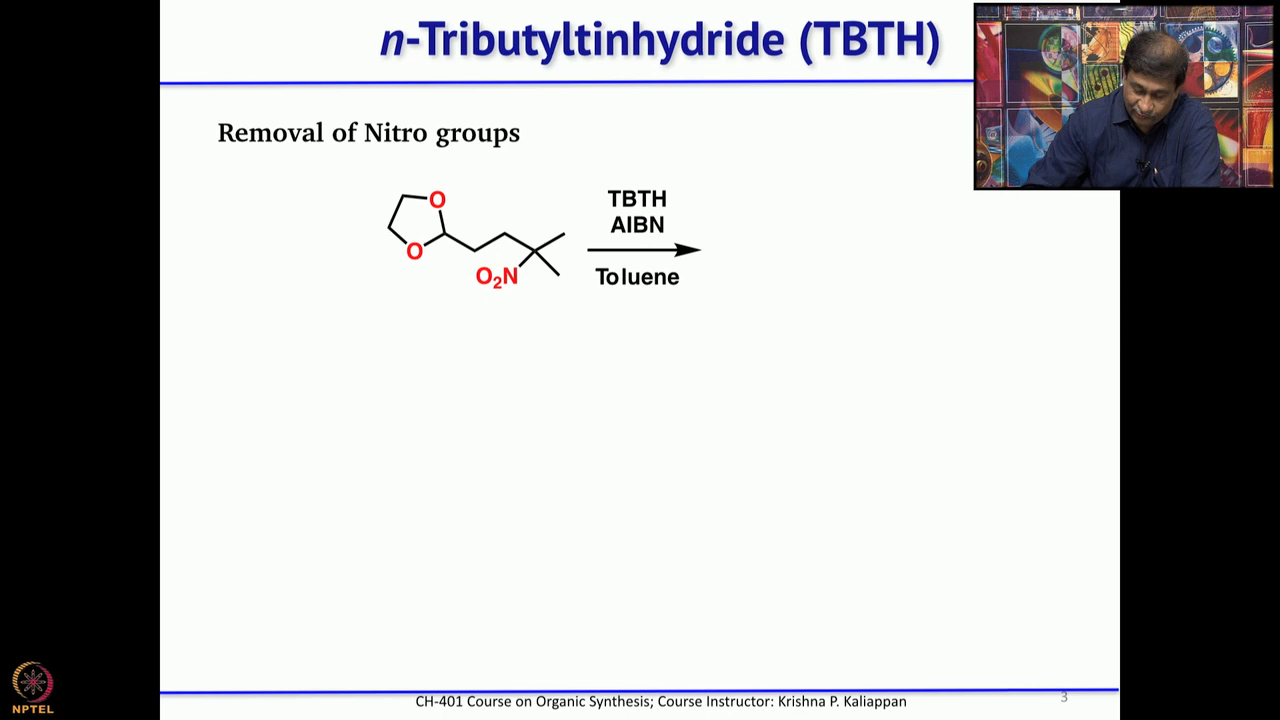 n-Tributyltinhydride (TBTH)
Removal of Nitro groups
O
O
O2N
TBTH
AIBN
Toluene
NPTEL
CH-401 Course on Organic Synthesis; Course Instructor: Krishna P. Kaliappan
3